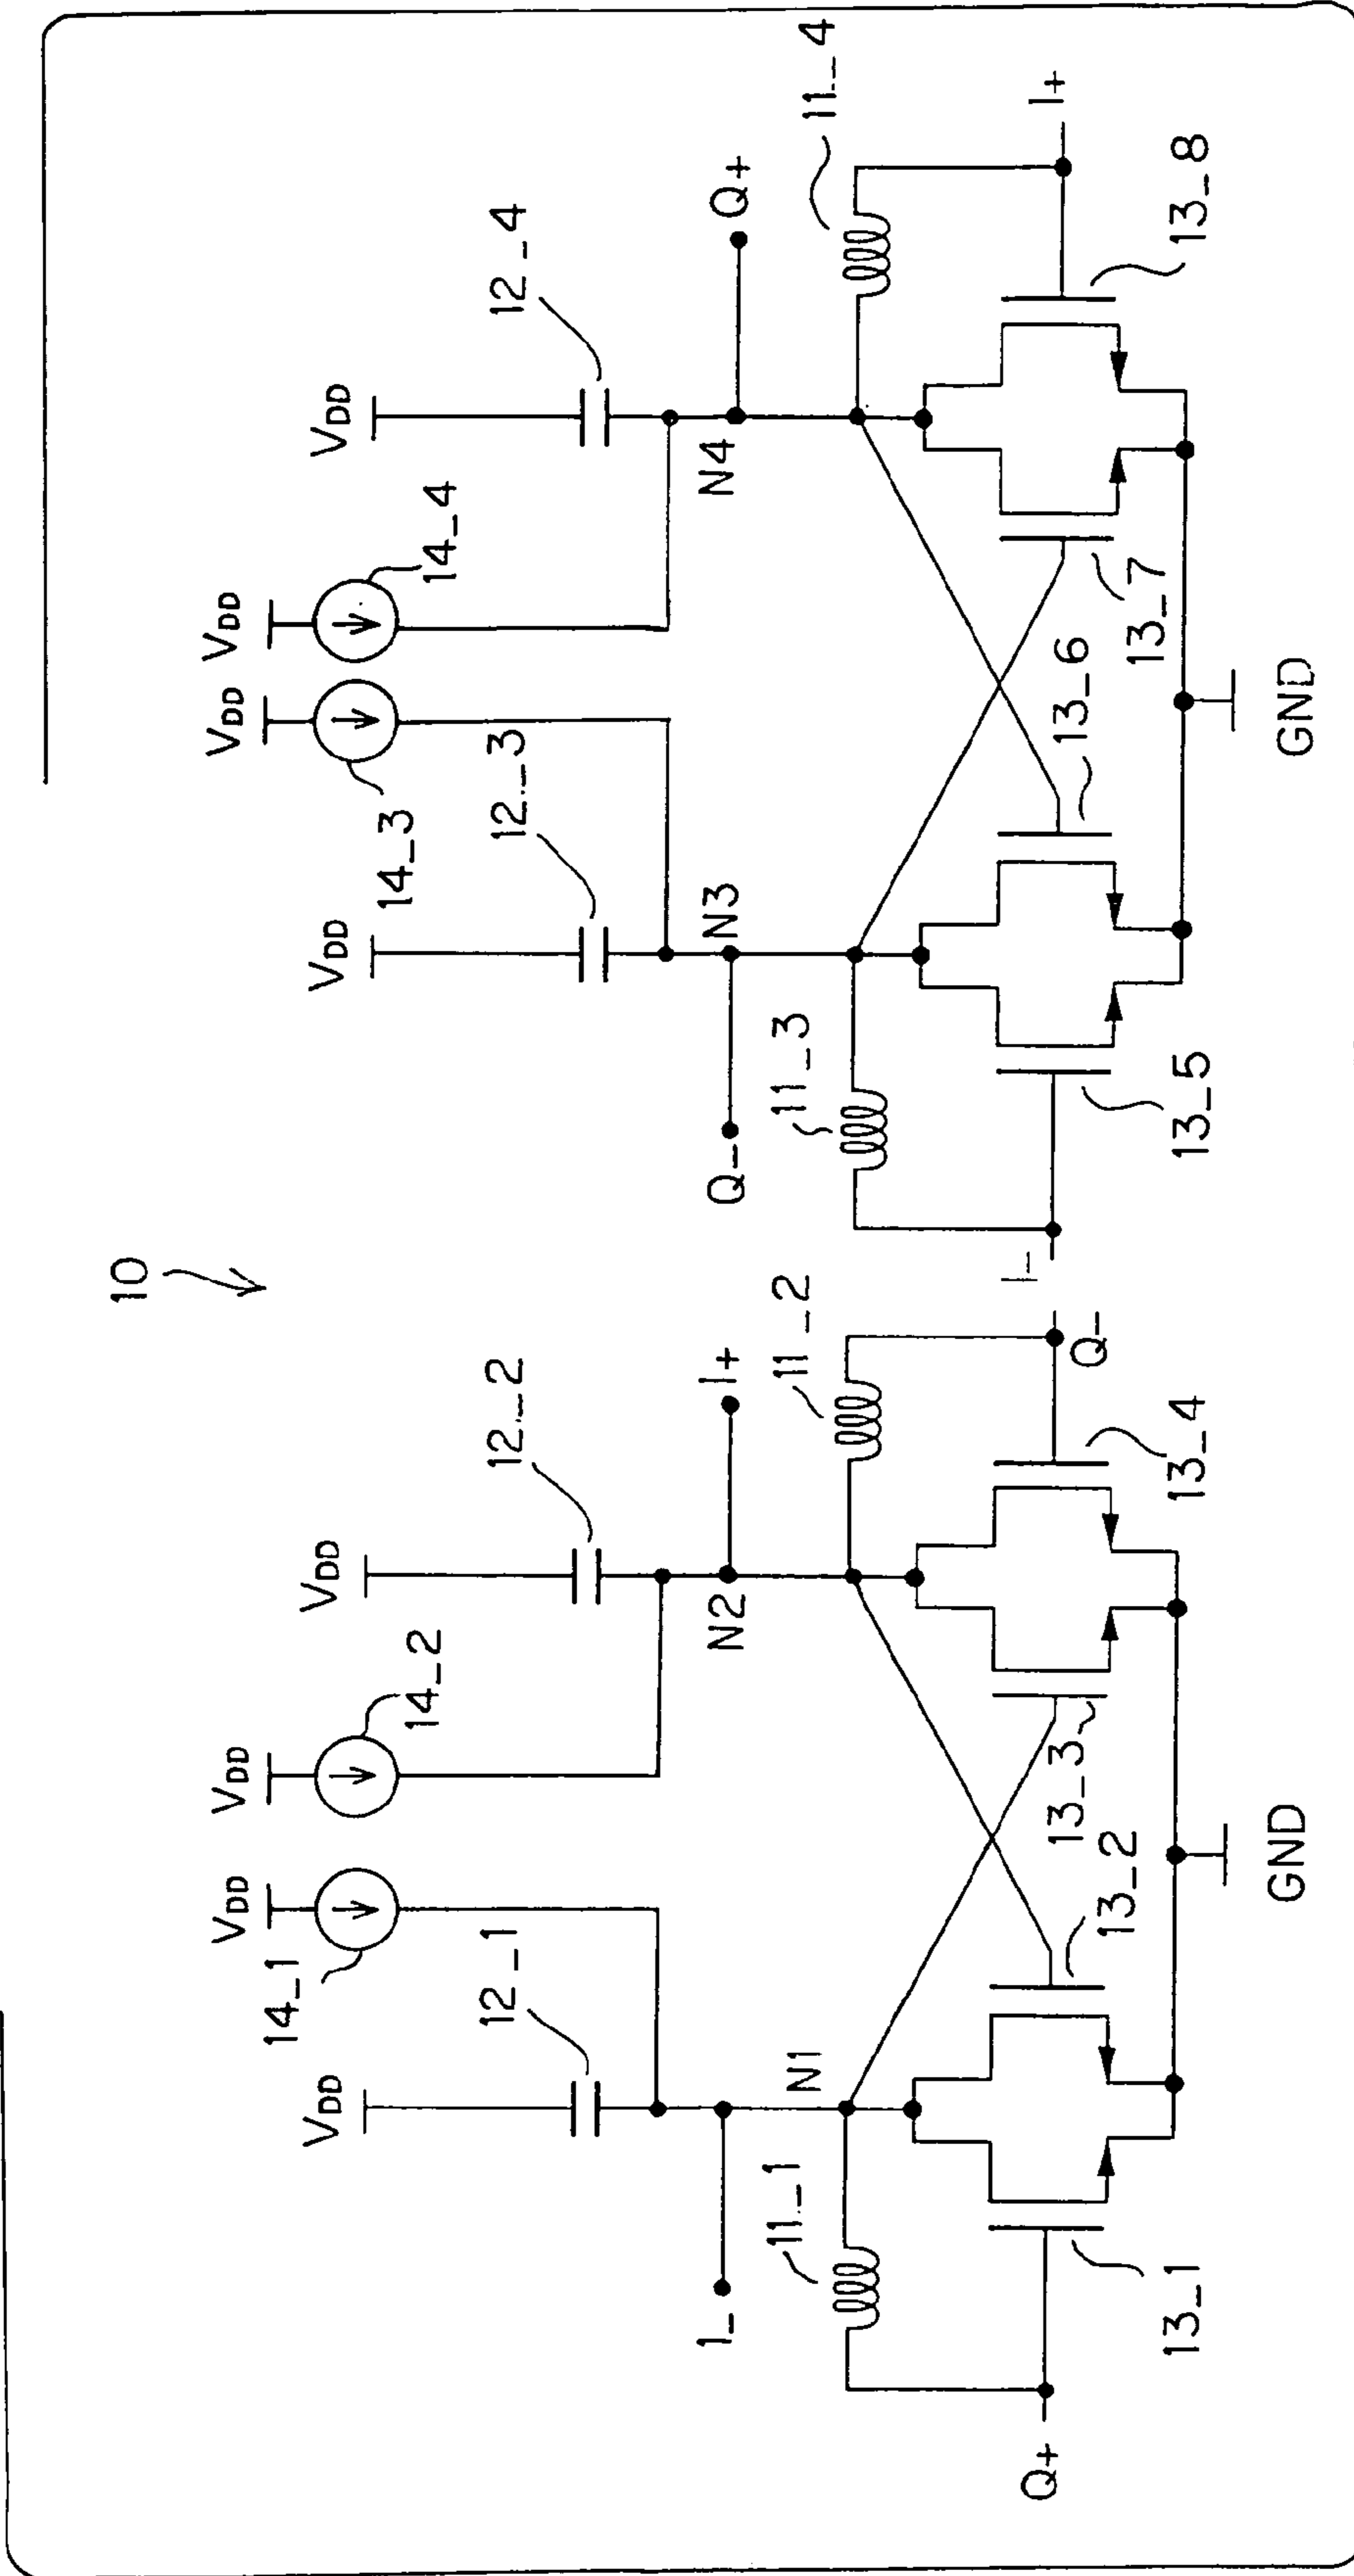 10
VDD
VDD
VDD
VDD
VDD
VDD
VDD
VDD
14_1
14_2
14_3
14_4
12_1
12_2
12_3
12_4
I-
I+
Q-
Q+
N1
N2
N3
N4
11_1
11_2
11_3
11_4
Q+
Q-
I-
I+
13_1
13_2
13_3
13_4
13_5
13_6
13_7
13_8
GND
GND